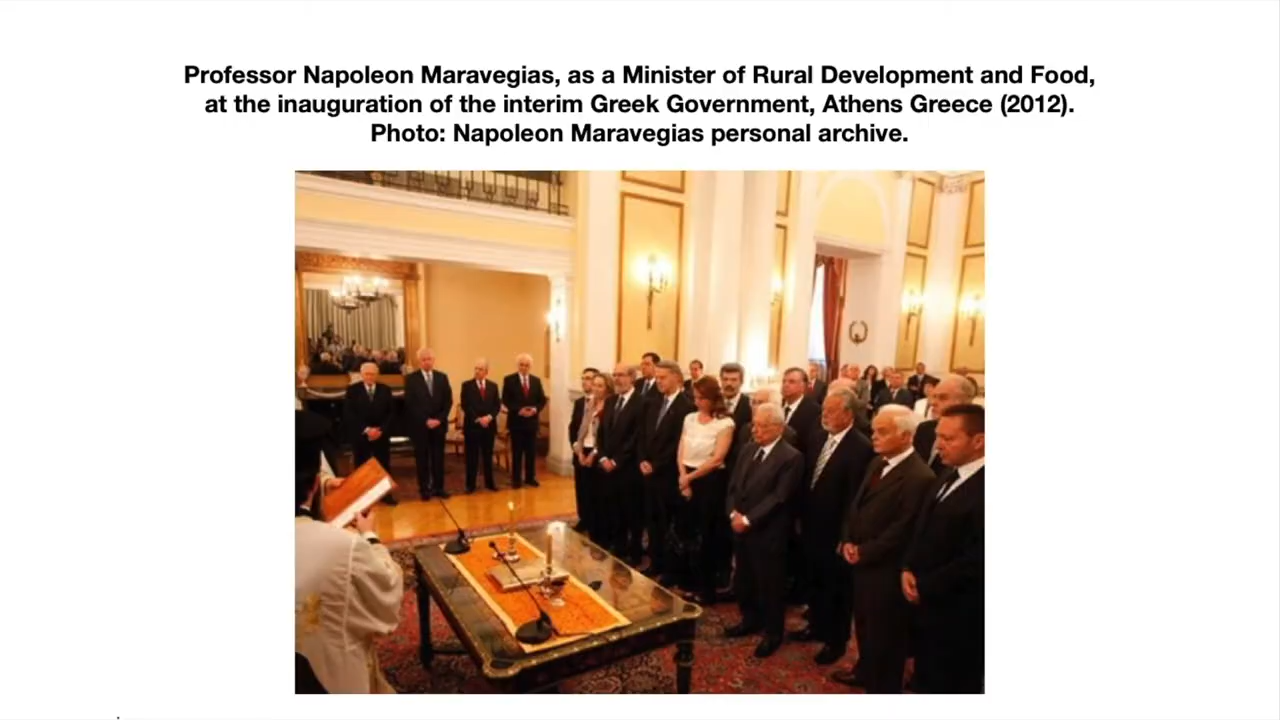 Professor Napoleon Maravegias, as a Minister of Rural Development and Food,
at the inauguration of the interim Greek Government, Athens Greece (2012).
Photo: Napoleon Maravegias personal archive.